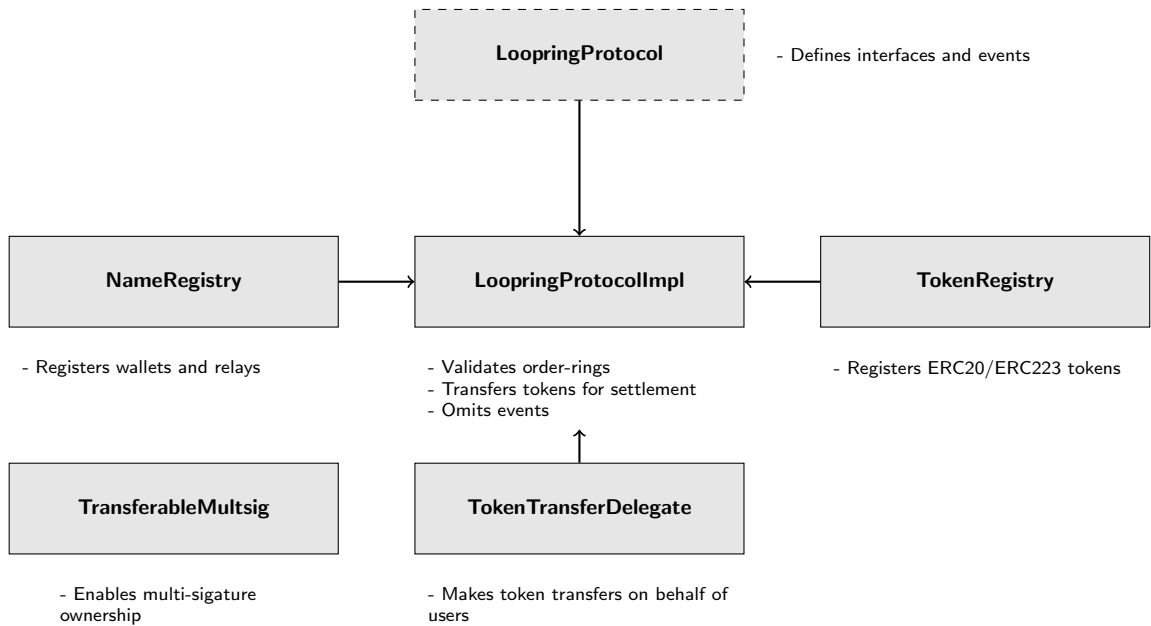 LoopringProtocol
- Defines interfaces and events
NameRegistry
LoopringProtocolImpl
TokenRegistry
- Registers wallets and relays
- Validates order-rings
- Transfers tokens for settlement
- Omits events
- Registers ERC20/ERC223 tokens
TransferableMultsig
TokenTransferDelegate
- Enables multi-sigature
ownership
- Makes token transfers on behalf of
users